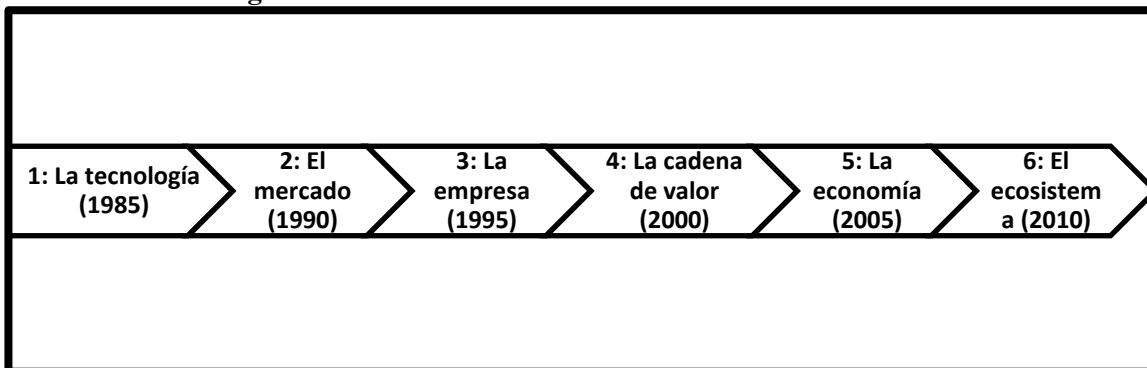 1: La tecnología
(1985)
2: El
mercado
(1990)
3: La
empresa
(1995)
4: La cadena
de valor
(2000)
5: La
economía
(2005)
6: El
ecosistem
a (2010)